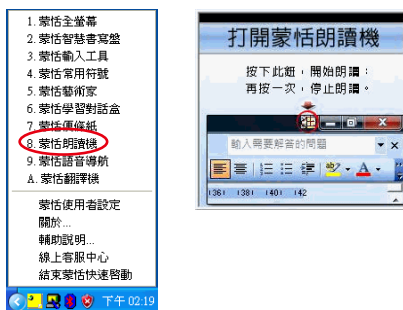 1. 蒙恬全螢幕
2. 蒙恬智慧書寫盤
3. 蒙恬輸入工具
4. 蒙恬常用符號
5. 蒙恬藝術家
6. 蒙恬學習對話盒
7. 蒙恬便條紙
8. 蒙恬朗讀機
9. 蒙恬語音導航
A. 蒙恬翻譯機
蒙恬使用者設定
關於...
輔助說明...
線上客服中心
結束蒙恬快速啓動
下午 02:19
打開蒙恬朗讀機
按下此鈕，開始朗讀；
再按一次，停止朗讀。
輸入需要解答的問題
A
136| |38| |40| |42